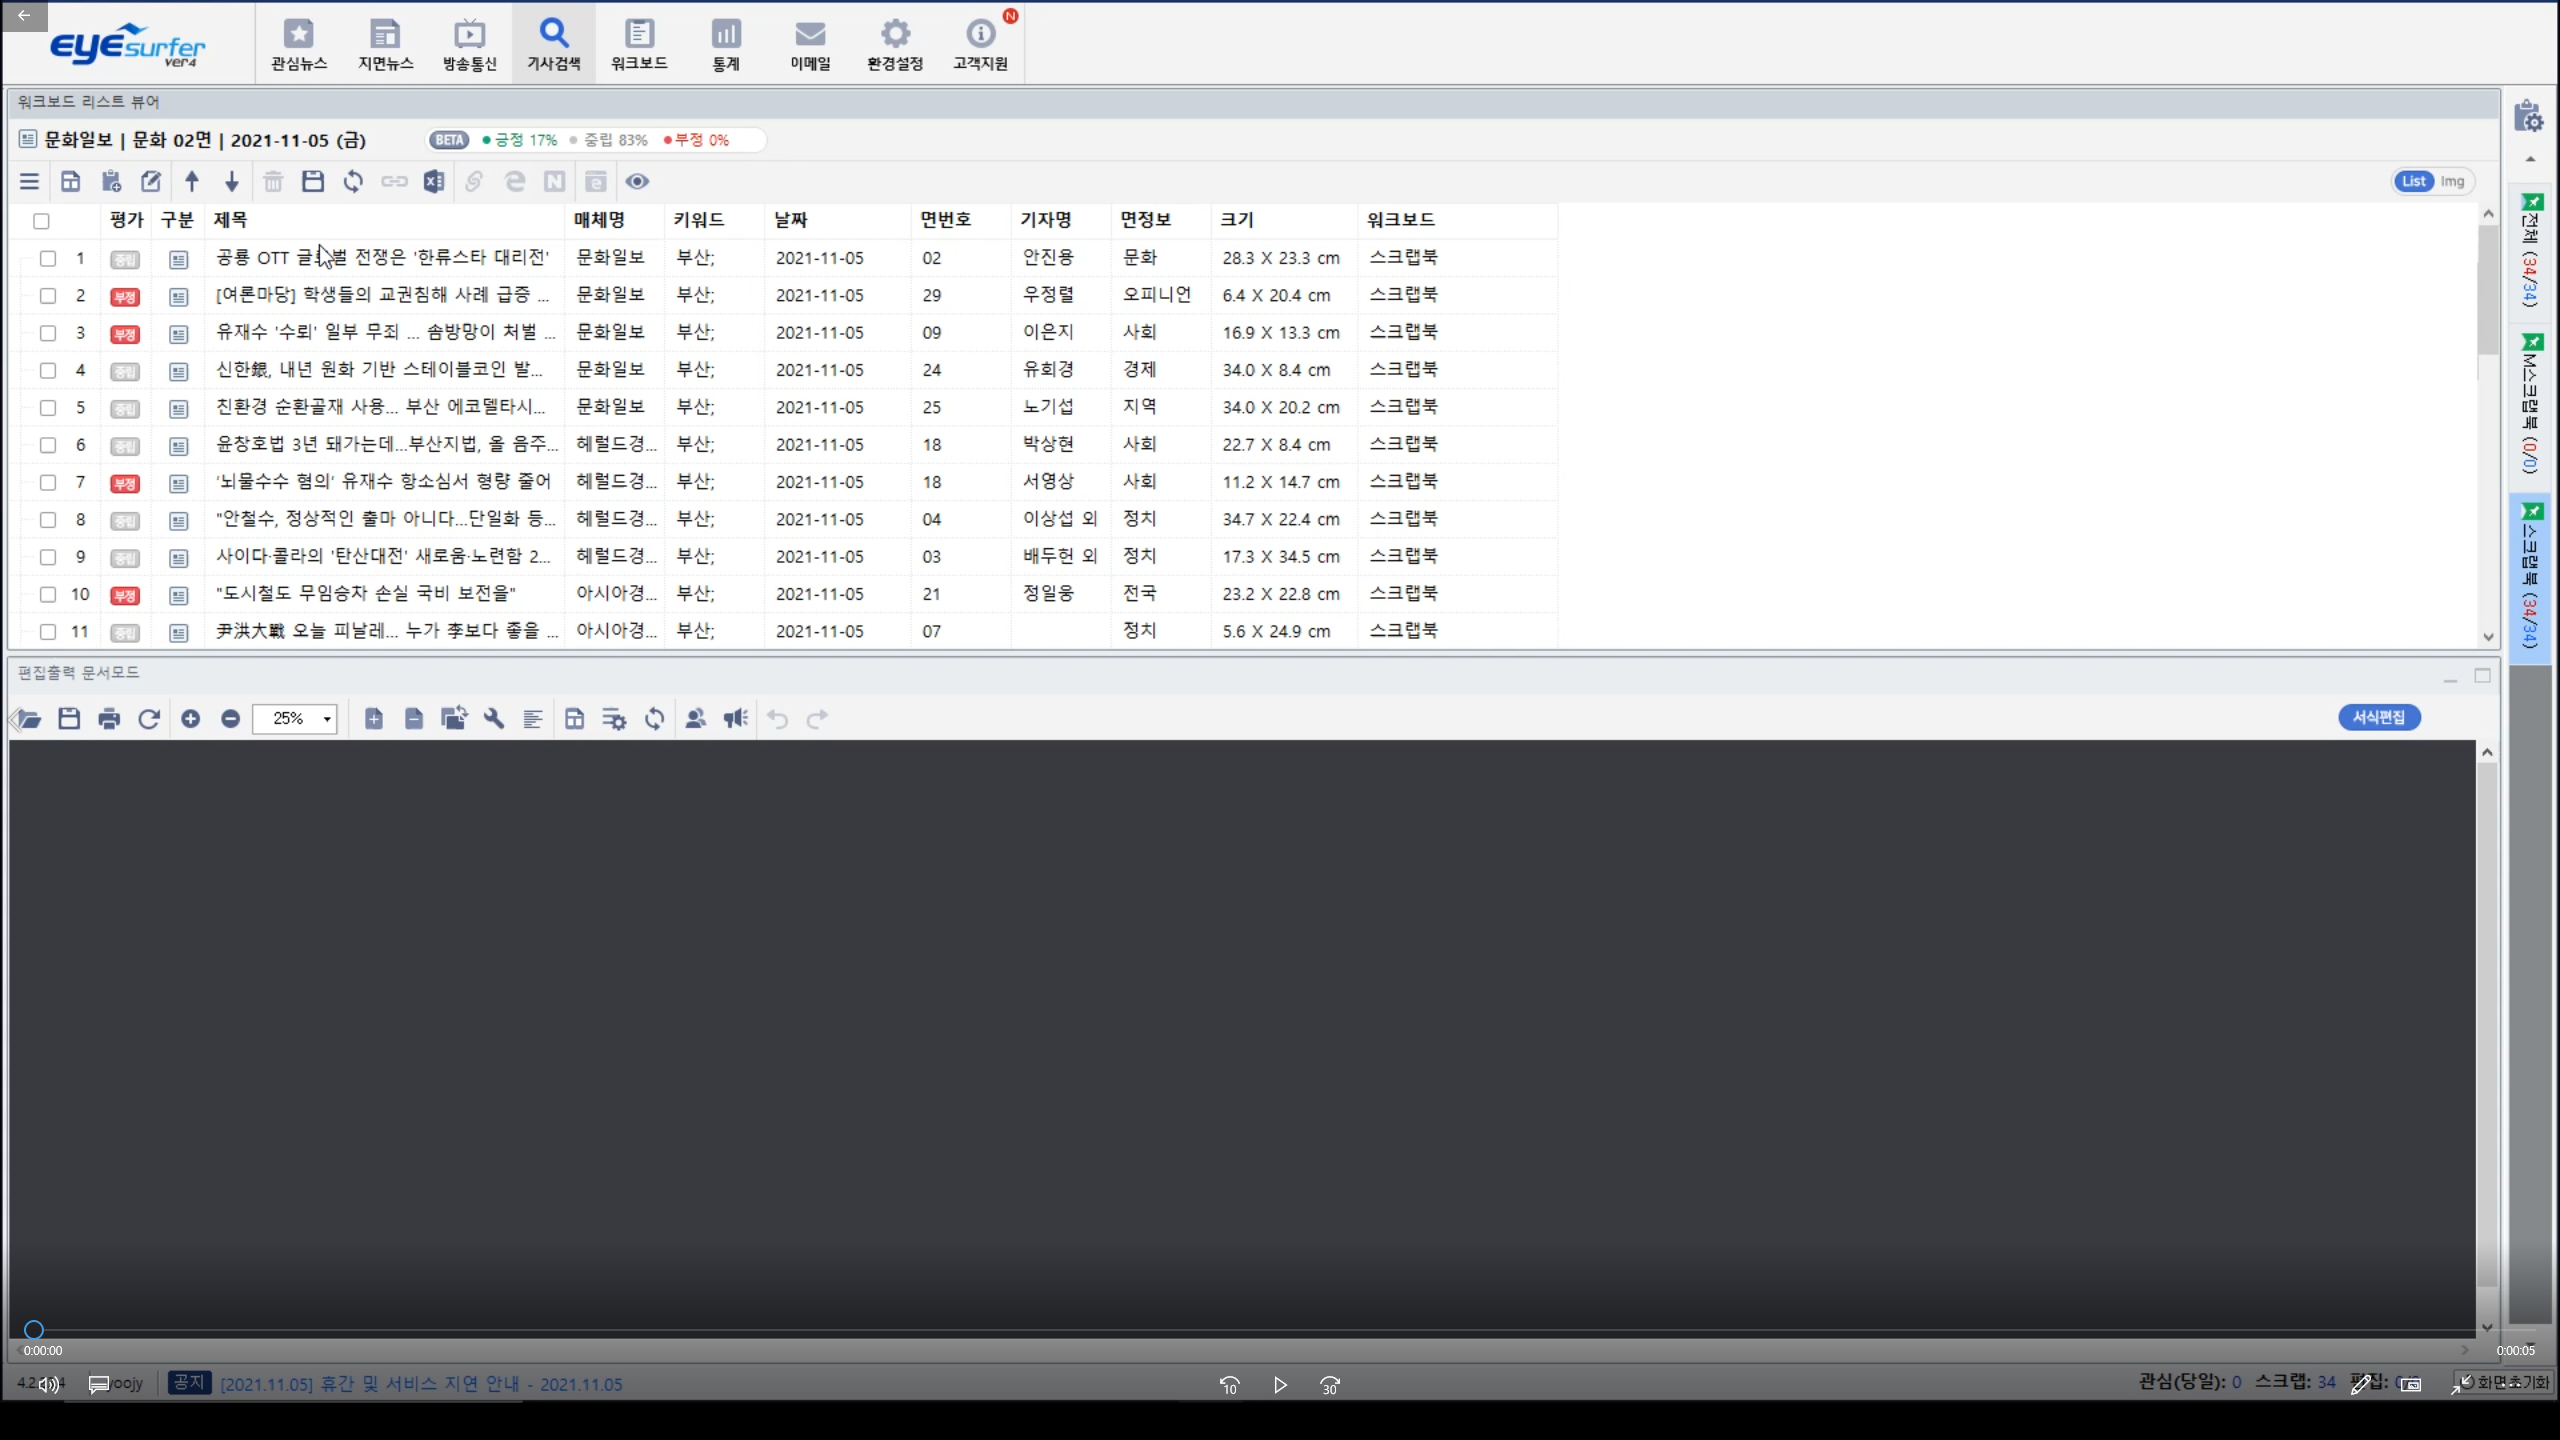 EYEsurfer ver4
관심뉴스 지면뉴스 방송통신 기사검색 워크보드 통계 이메일 환경설정 고객지원 N
워크보드 리스트 뷰어
문화일보 | 문화 02면 | 2021-11-05 (금) BETA 긍정 17% 중립 83% 부정 0%
List Img
평가 구분 제목 매체명 키워드 날짜 면번호 기자명 면정보 크기 워크보드
1 중립 공룡 OTT 글로벌 전쟁은 '한류스타 대리전' 문화일보 부산; 2021-11-05 02 안진용 문화 28.3 X 23.3 cm 스크랩북
2 부정 [여론마당] 학생들의 교권침해 사례 급증 ... 문화일보 부산; 2021-11-05 29 우정렬 오피니언 6.4 X 20.4 cm 스크랩북
3 부정 유재수 '수뢰' 일부 무죄 ... 솜방망이 처벌 ... 문화일보 부산; 2021-11-05 09 이은지 사회 16.9 X 13.3 cm 스크랩북
4 중립 신한銀, 내년 원화 기반 스테이블코인 발... 문화일보 부산; 2021-11-05 24 유회경 경제 34.0 X 8.4 cm 스크랩북
5 중립 친환경 순환골재 사용... 부산 에코델타시... 문화일보 부산; 2021-11-05 25 노기섭 지역 34.0 X 20.2 cm 스크랩북
6 중립 윤창호법 3년 돼가는데...부산지법, 올 음주... 헤럴드경... 부산; 2021-11-05 18 박상현 사회 22.7 X 8.4 cm 스크랩북
7 부정 '뇌물수수 혐의' 유재수 항소심서 형량 줄어 헤럴드경... 부산; 2021-11-05 18 서영상 사회 11.2 X 14.7 cm 스크랩북
8 중립 "안철수, 정상적인 출마 아니다...단일화 등... 헤럴드경... 부산; 2021-11-05 04 이상섭 외 정치 34.7 X 22.4 cm 스크랩북
9 중립 사이다·콜라의 '탄산대전' 새로움·노련함 2... 헤럴드경... 부산; 2021-11-05 03 배두헌 외 정치 17.3 X 34.5 cm 스크랩북
10 부정 "도시철도 무임승차 손실 국비 보전을" 아시아경... 부산; 2021-11-05 21 정일웅 전국 23.2 X 22.8 cm 스크랩북
11 중립 尹洪大戰 오늘 피날레... 누가 李보다 좋을 ... 아시아경... 부산; 2021-11-05 07 정치 5.6 X 24.9 cm 스크랩북
전체 (34/34)
M스크랩북 (0/0)
스크랩북 (34/34)
편집출력 문서모드
25% 서식편집
0:00:00 0:00:05
공지 [2021.11.05] 휴간 및 서비스 지연 안내 - 2021.11.05 10 30 관심(당일): 0 스크랩: 34 편집: 화면초기화